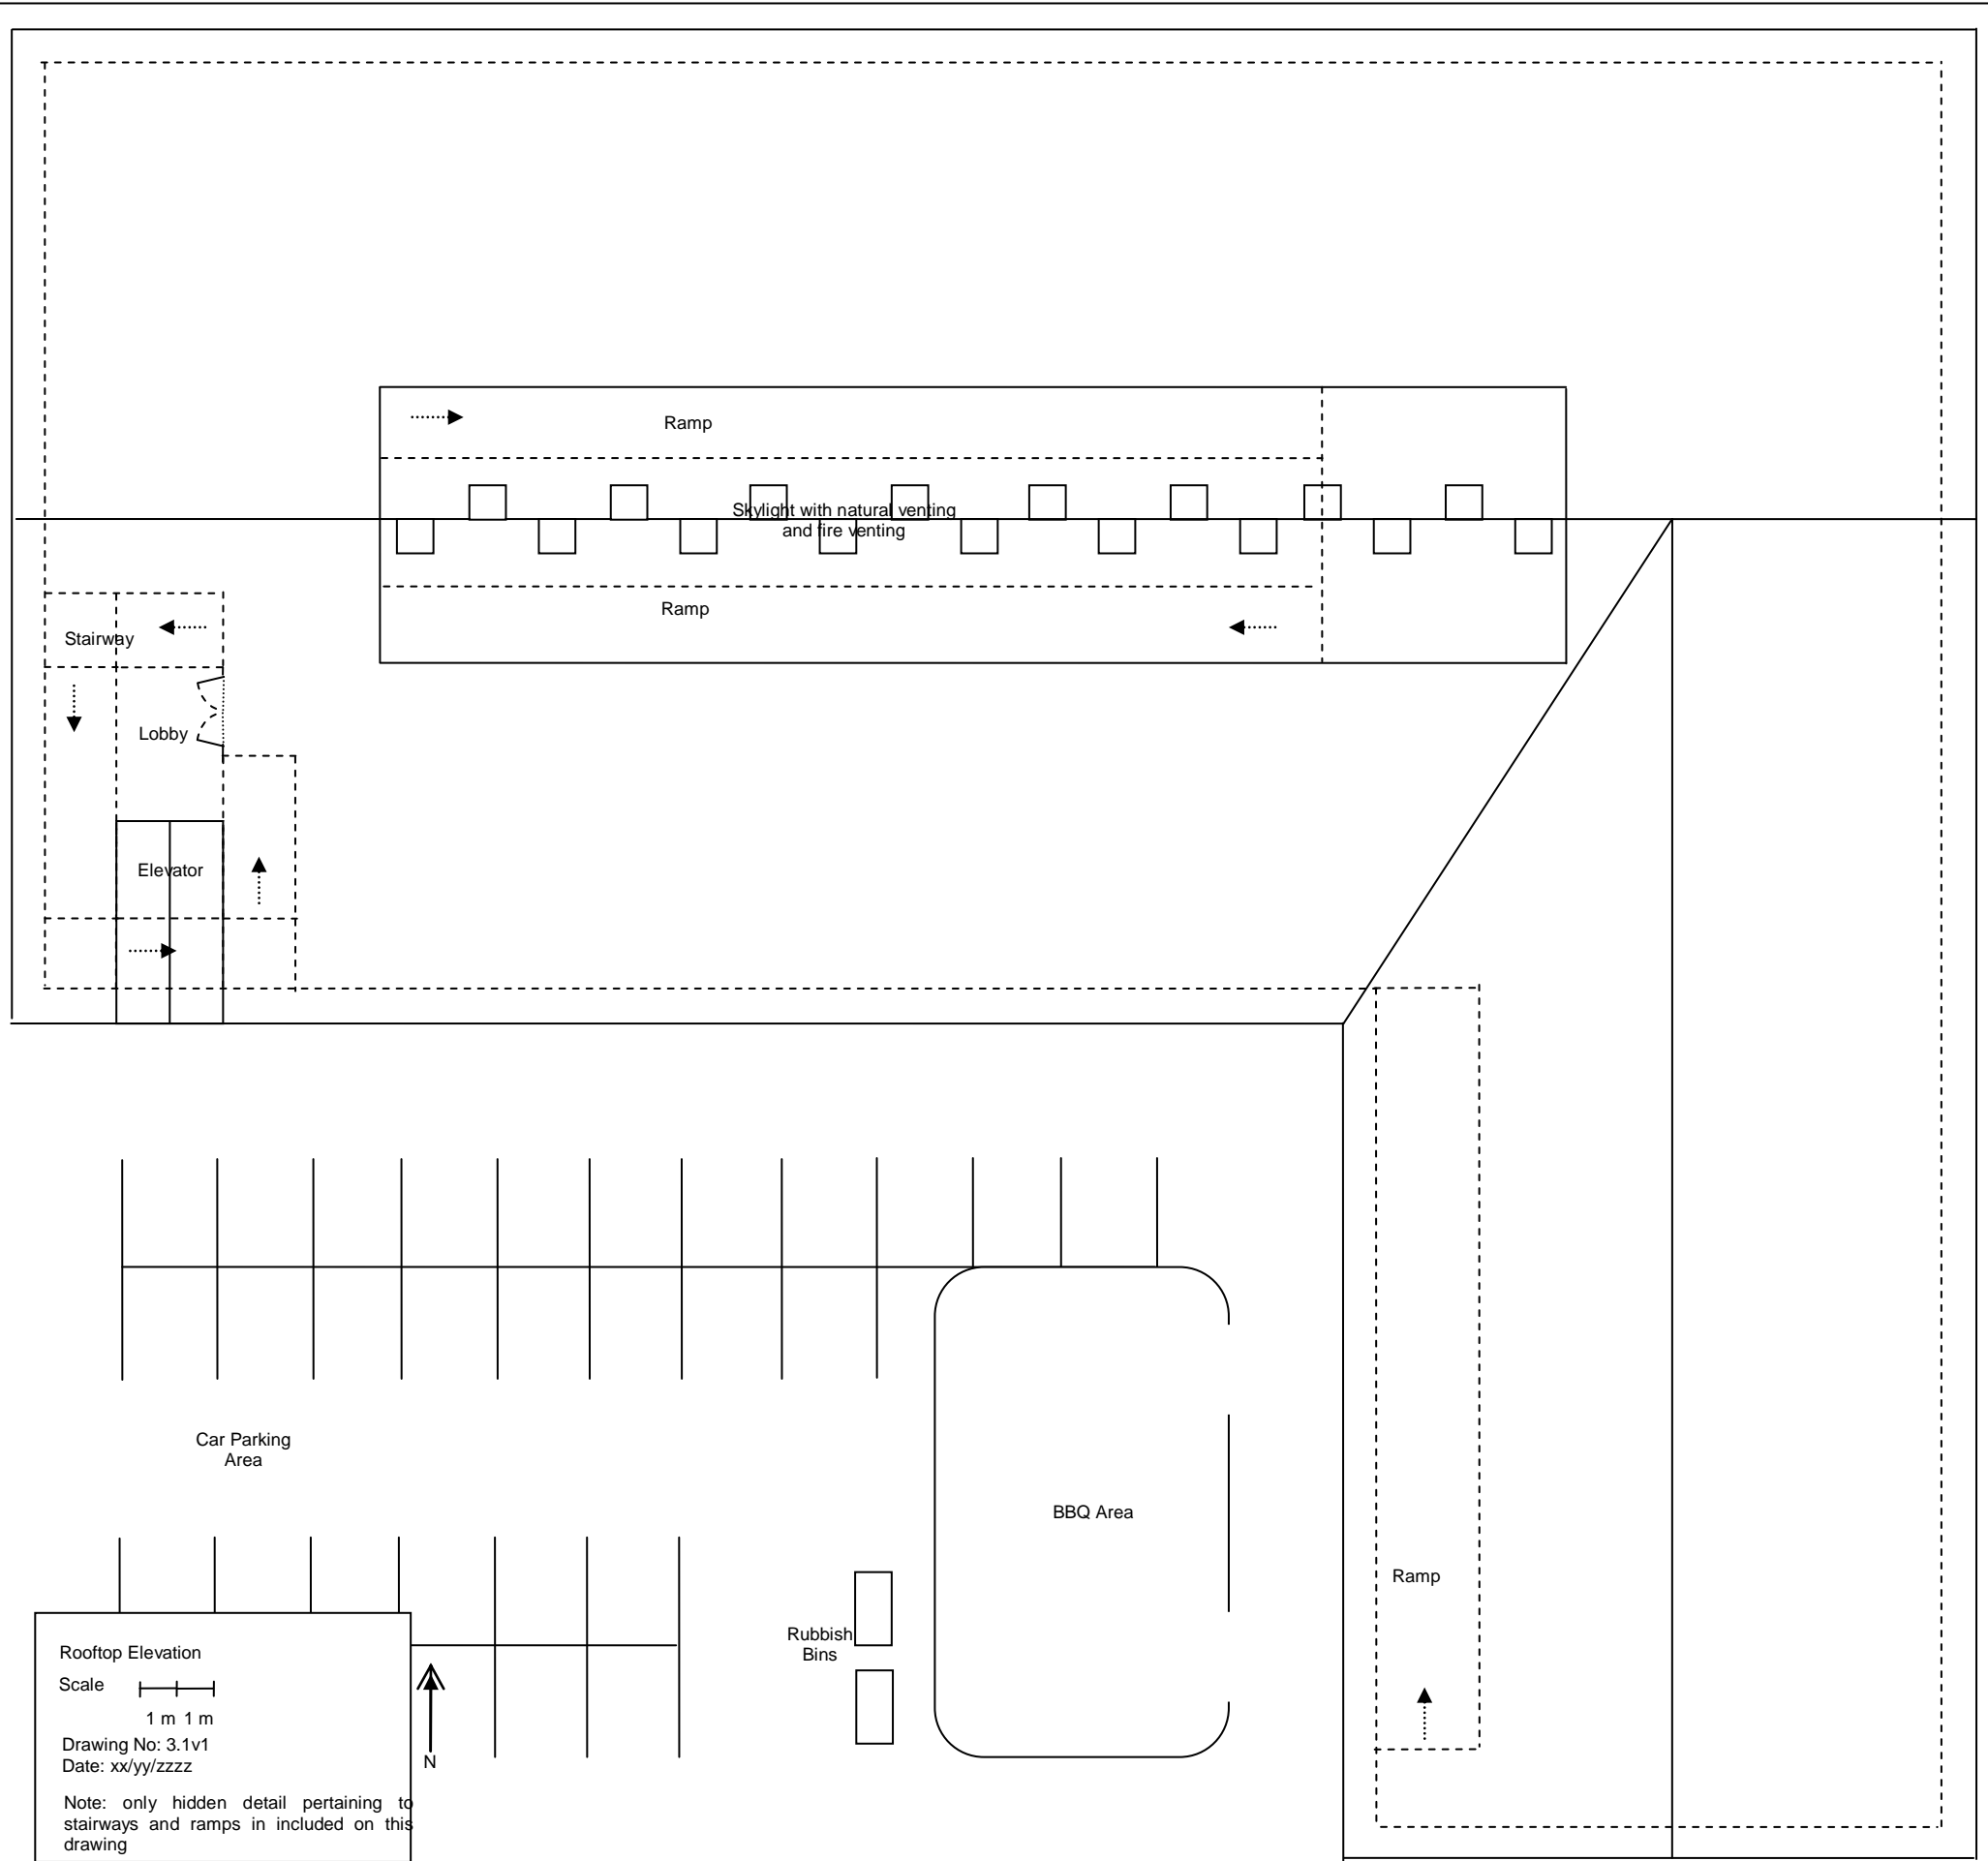 Ramp
Skylight with natural venting
and fire venting
Ramp
Stairway
Lobby
Elevator
Car Parking
Area
BBQ Area
Ramp
Rubbish
Bins
Rooftop Elevation
Scale
1 m 1 m
Drawing No: 3.1v1
Date: xx/yy/zzzz
N
Note: only hidden detail pertaining to
stairways and ramps in included on this
drawing